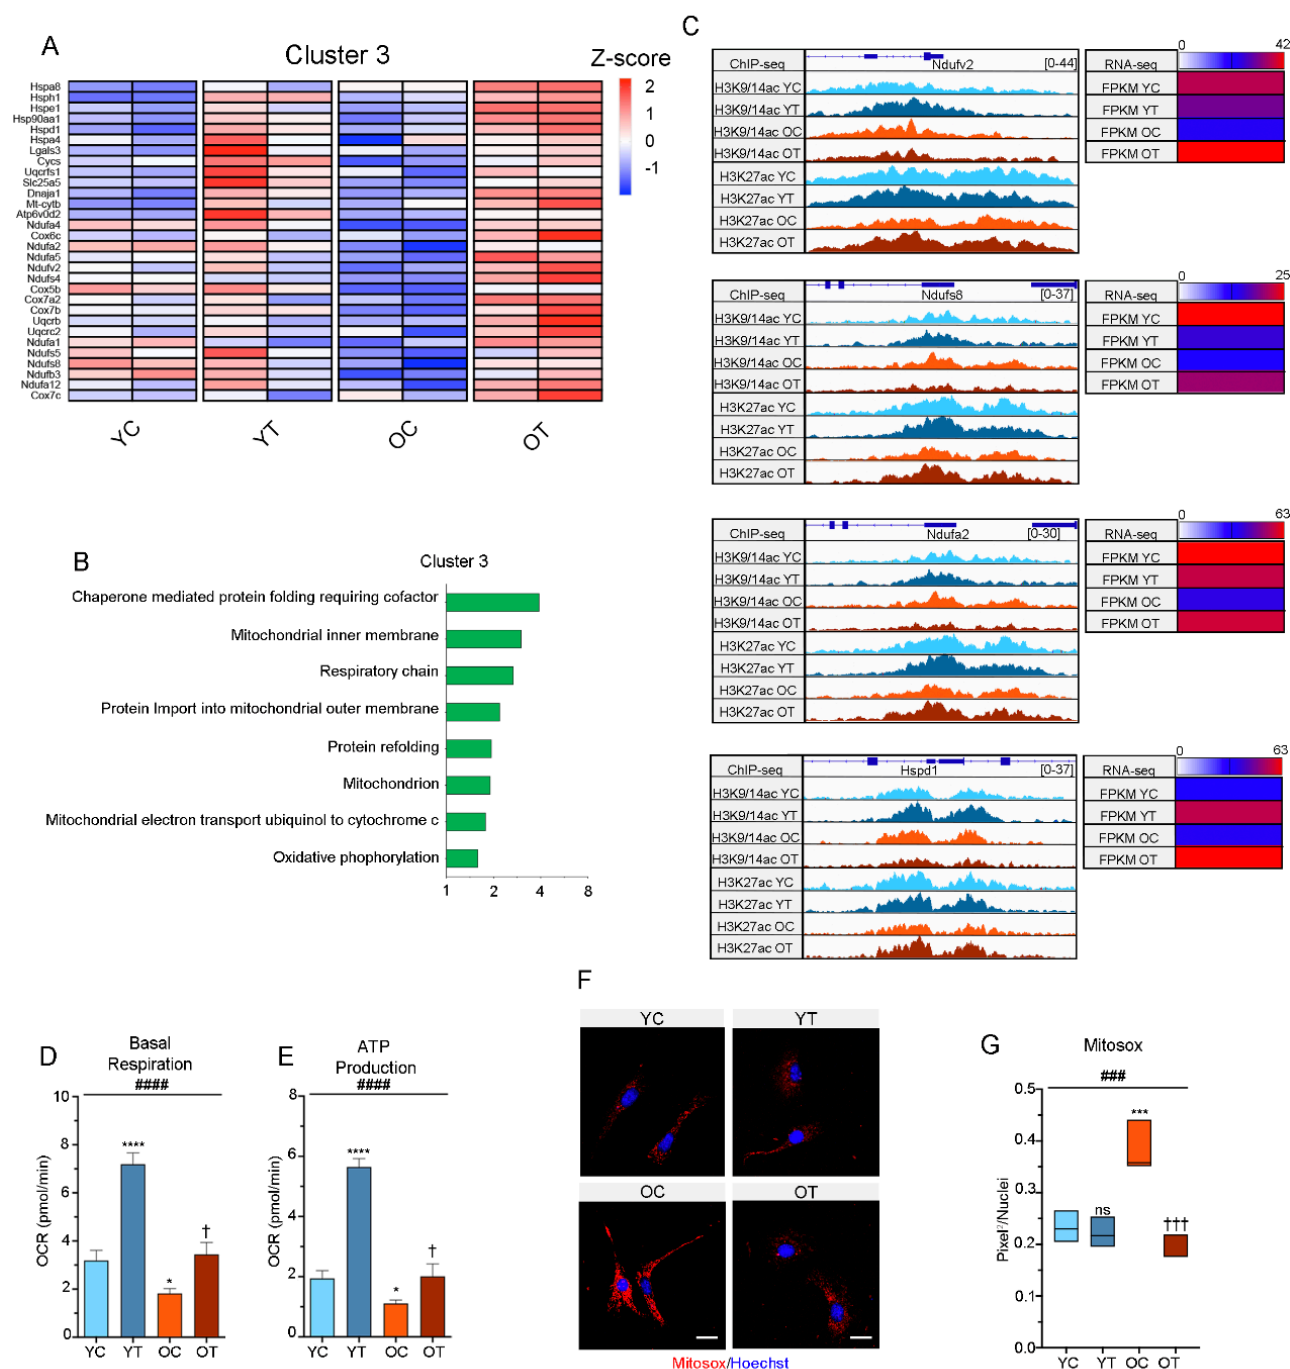 A
Cluster 3
Z-score
2
1
0
-1
Hspa8
Hsph1
Hspe1
Hsp90aa1
Hspd1
Hspa4
Lgals3
Cycs
Uqcrfs1
Slc25a5
Dnaja1
Mt-cytb
Atp6v0d2
Ndufa4
Cox6c
Ndufa2
Ndufa5
Ndufv2
Ndufs4
Cox5b
Cox7a2
Cox7b
Uqcrb
Uqcrc2
Ndufa1
Ndufs5
Ndufs8
Ndufb3
Ndufa12
Cox7c
YC YT OC OT
B
Cluster 3
Chaperone mediated protein folding requiring cofactor
Mitochondrial inner membrane
Respiratory chain
Protein Import into mitochondrial outer membrane
Protein refolding
Mitochondrion
Mitochondrial electron transport ubiquinol to cytochrome c
Oxidative phophorylation
1 2 4 8
C
ChIP-seq Ndufv2 [0-44]
H3K9/14ac YC
H3K9/14ac YT
H3K9/14ac OC
H3K9/14ac OT
H3K27ac YC
H3K27ac YT
H3K27ac OC
H3K27ac OT
0 42
RNA-seq
FPKM YC
FPKM YT
FPKM OC
FPKM OT
ChIP-seq Ndufs8 [0-37]
H3K9/14ac YC
H3K9/14ac YT
H3K9/14ac OC
H3K9/14ac OT
H3K27ac YC
H3K27ac YT
H3K27ac OC
H3K27ac OT
0 25
RNA-seq
FPKM YC
FPKM YT
FPKM OC
FPKM OT
ChIP-seq Ndufa2 [0-30]
H3K9/14ac YC
H3K9/14ac YT
H3K9/14ac OC
H3K9/14ac OT
H3K27ac YC
H3K27ac YT
H3K27ac OC
H3K27ac OT
0 63
RNA-seq
FPKM YC
FPKM YT
FPKM OC
FPKM OT
ChIP-seq Hspd1 [0-37]
H3K9/14ac YC
H3K9/14ac YT
H3K9/14ac OC
H3K9/14ac OT
H3K27ac YC
H3K27ac YT
H3K27ac OC
H3K27ac OT
0 63
RNA-seq
FPKM YC
FPKM YT
FPKM OC
FPKM OT
D
Basal
Respiration
####
OCR (pmol/min)
10
8
6
4
2
0
****
*
†
YC YT OC OT
E
ATP
Production
####
OCR (pmol/min)
8
6
4
2
0
****
*
†
YC YT OC OT
F
YC YT
OC OT
Mitosox/Hoechst
G
Mitosox
###
Pixel²/Nuclei
0.5
0.4
0.3
0.2
0.1
0.0
ns
***
†††
YC YT OC OT